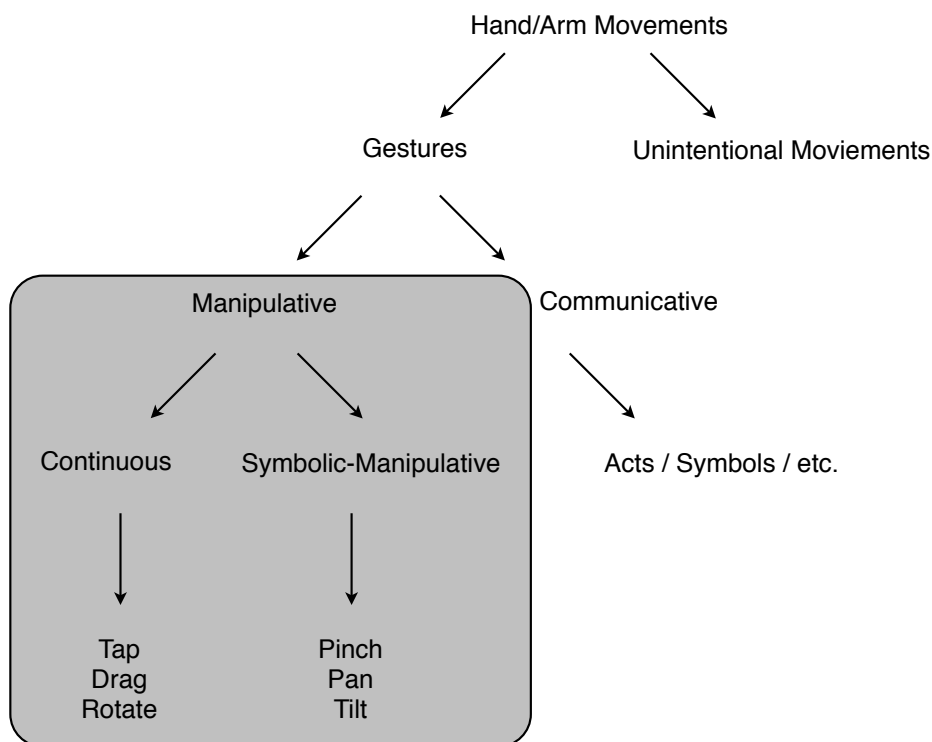 Hand/Arm Movements
Gestures
Unintentional Moviements
Manipulative
Communicative
Continuous
Symbolic-Manipulative
Acts / Symbols / etc.
Tap
Drag
Rotate
Pinch
Pan
Tilt